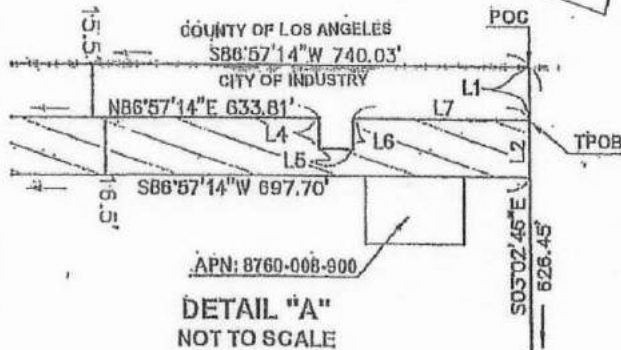 POC
COUNTY OF LOS ANGELES
S86°57'14"W 740.03'
15.5'
CITY OF INDUSTRY
L1
N86°57'14"E 633.81'
L7
L4
L6
L5
L2
TPOB
S86°57'14"W 697.70'
16.5'
S03°02'46"E
626.45'
APN: 8760-008-900
DETAIL "A"
NOT TO SCALE